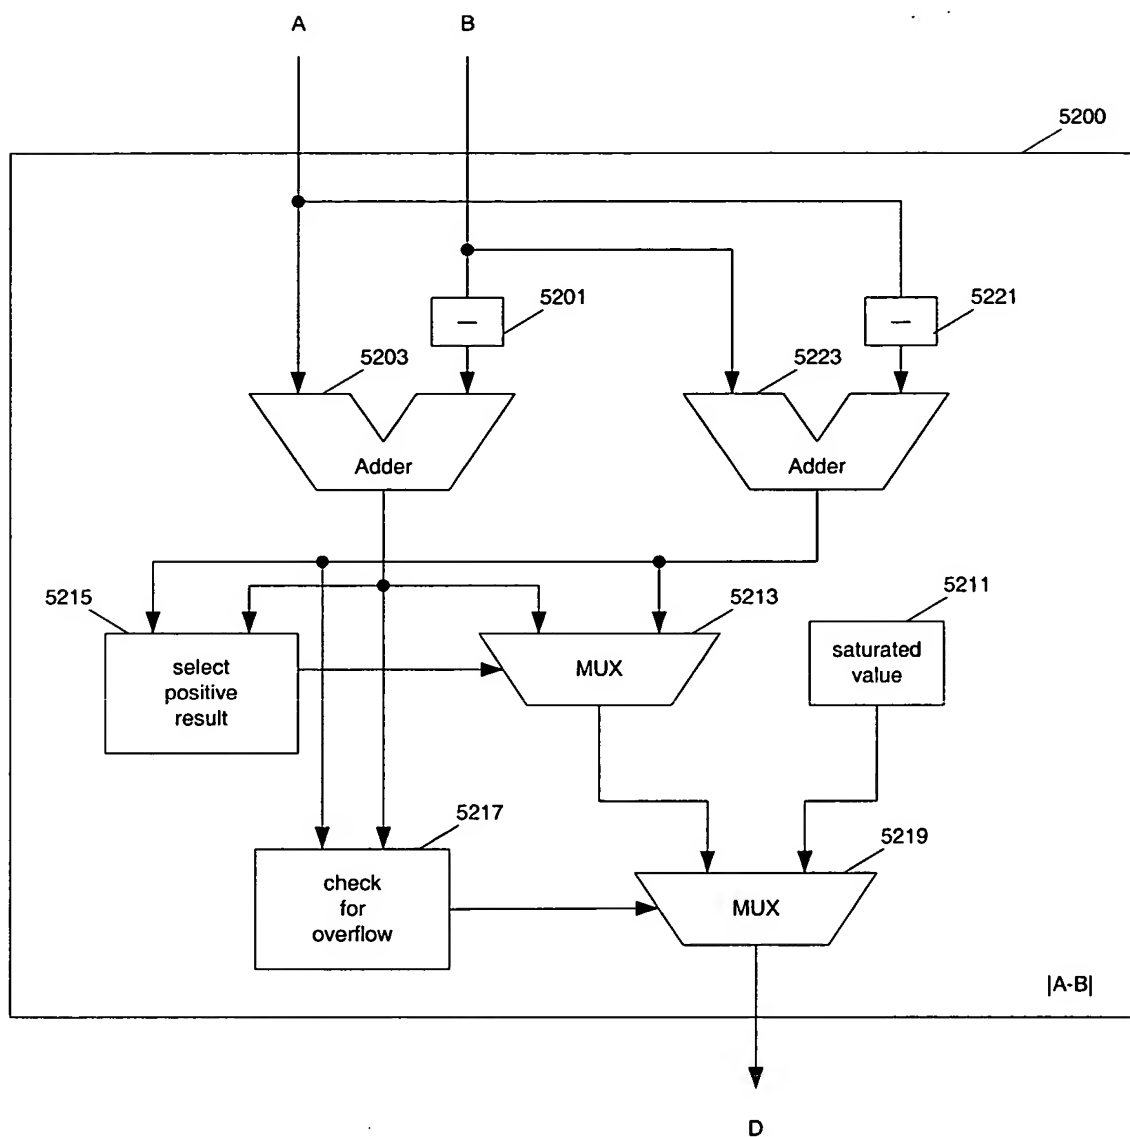 A
B
5200
5201
5221
5203
5223
—
—
Adder
Adder
5215
5213
5211
select
positive
result
MUX
saturated
value
5217
5219
check
for
overflow
MUX
|A-B|
D